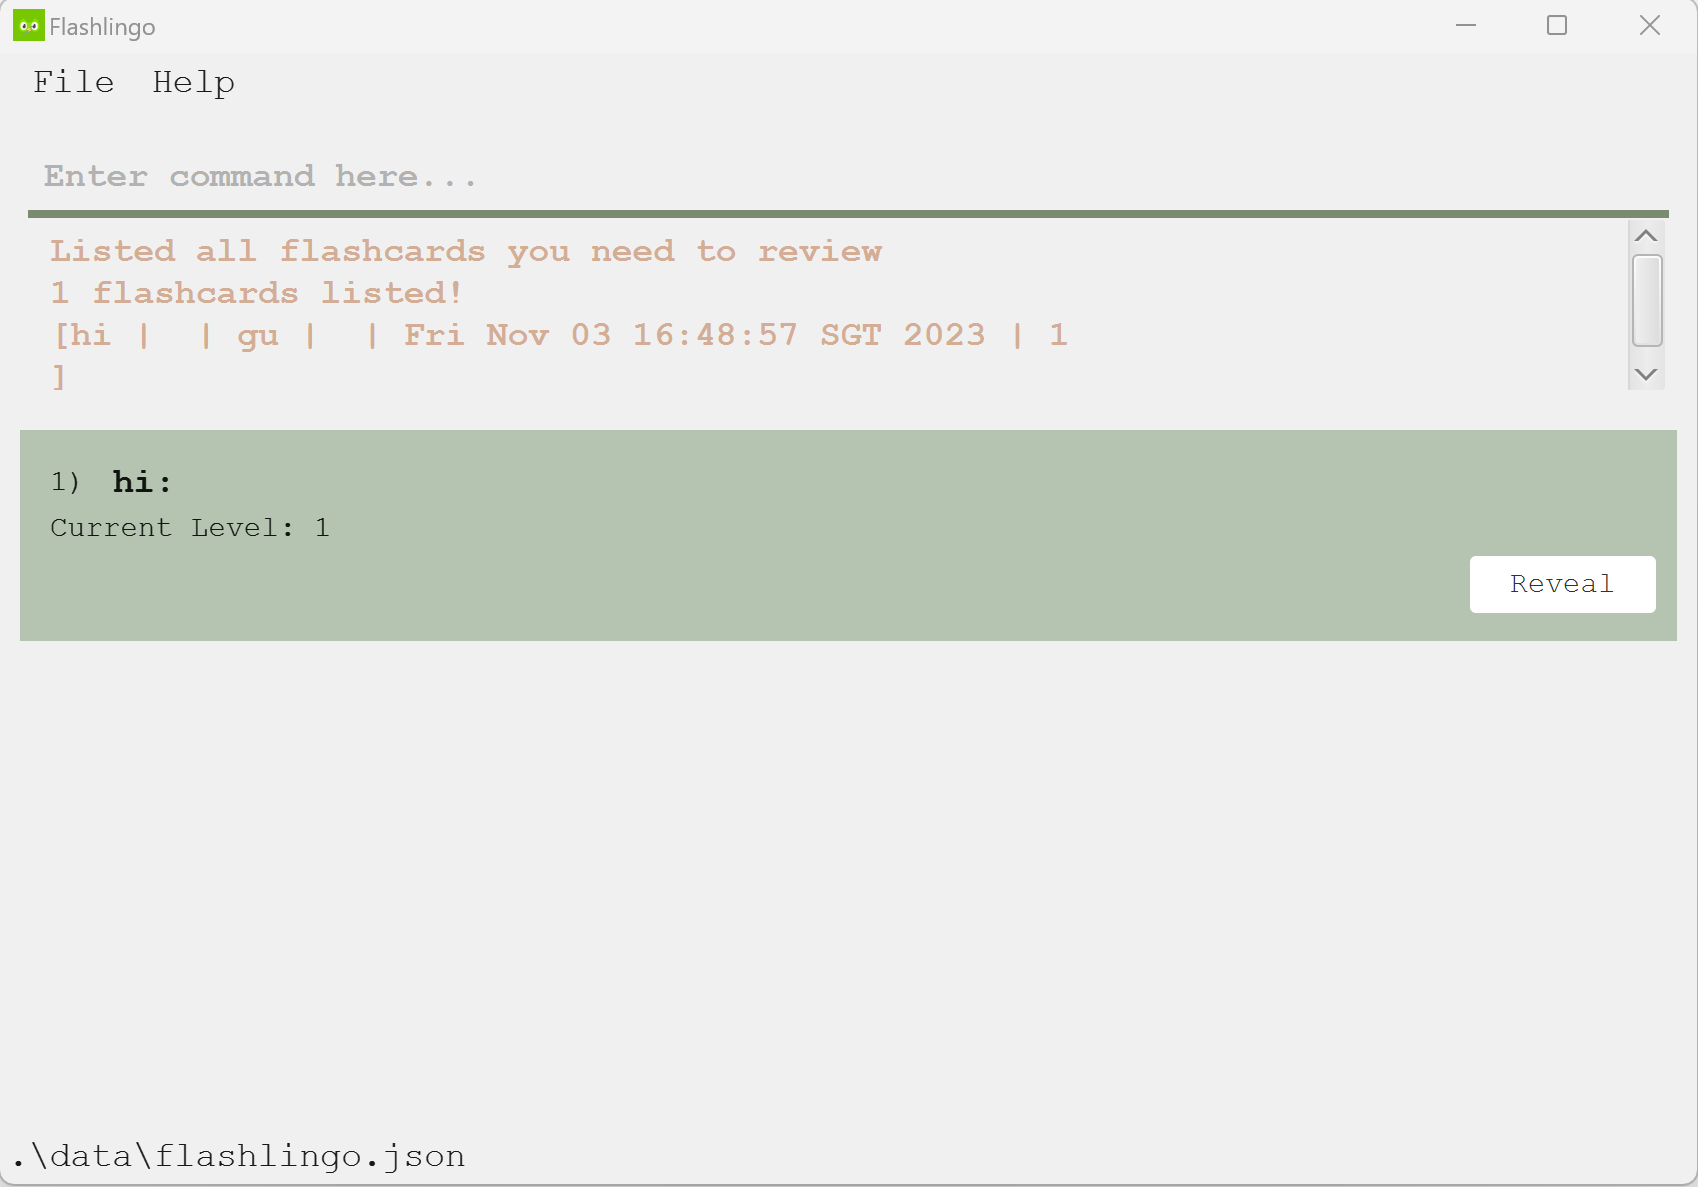 Flashlingo
File Help
Enter command here...
Listed all flashcards you need to review
1 flashcards listed!
[hi |  | gu |  | Fri Nov 03 16:48:57 SGT 2023 | 1
]
1) hi:
Current Level: 1
Reveal
.\data\flashlingo.json